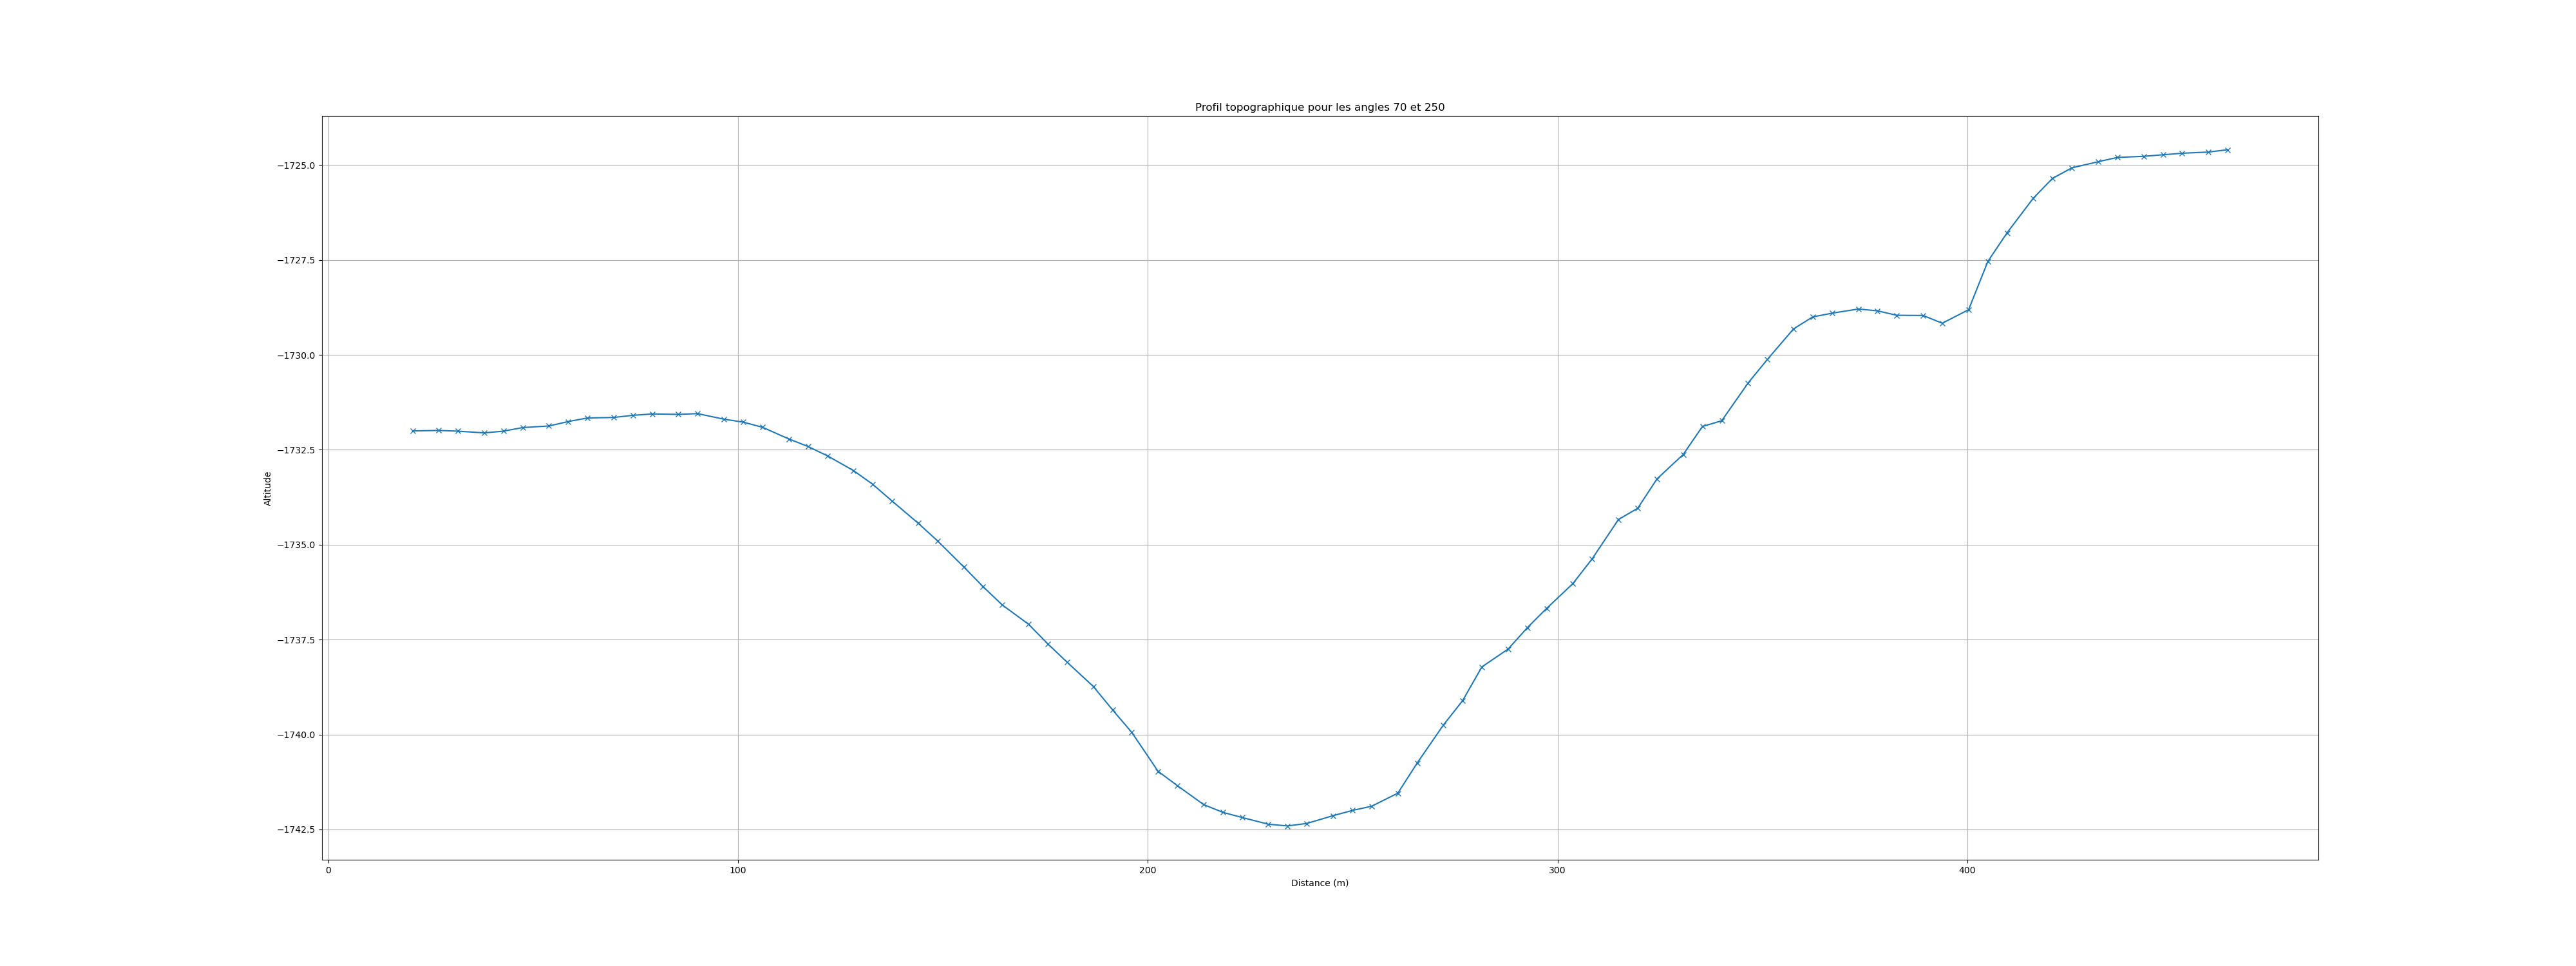 Profil topographique pour les angles 70 et 250
−1725.0
−1727.5
−1730.0
−1732.5
−1735.0
−1737.5
−1740.0
−1742.5
Altitude
0 100 200 300 400
Distance (m)